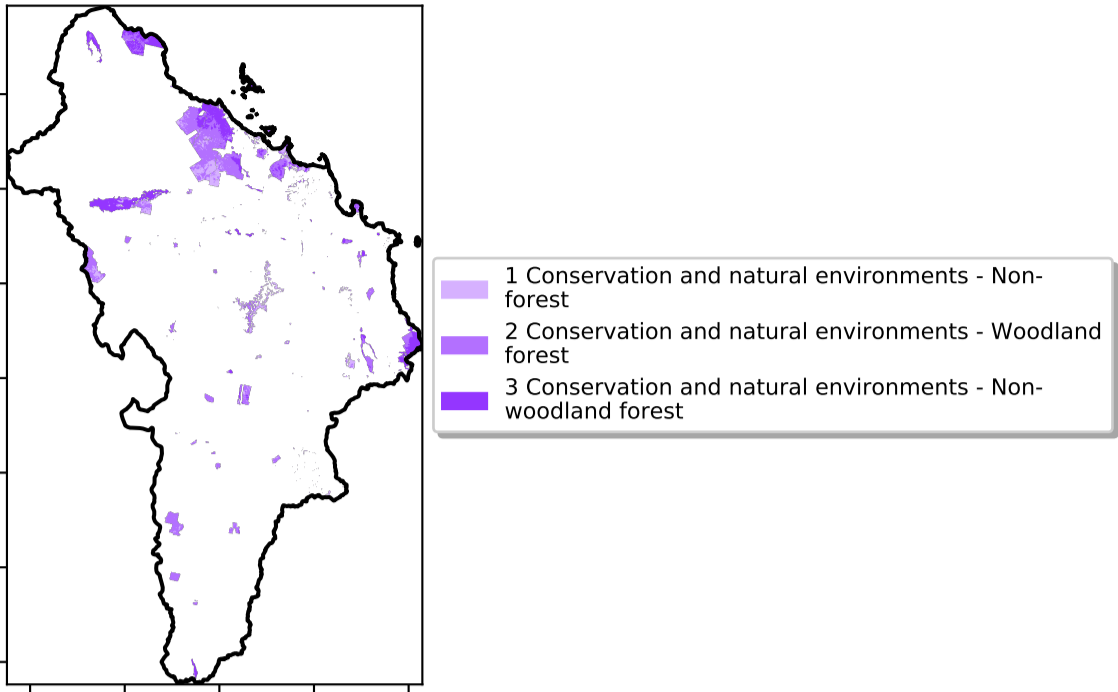 1 Conservation and natural environments - Non-
forest
2 Conservation and natural environments - Woodland
forest
3 Conservation and natural environments - Non-
woodland forest